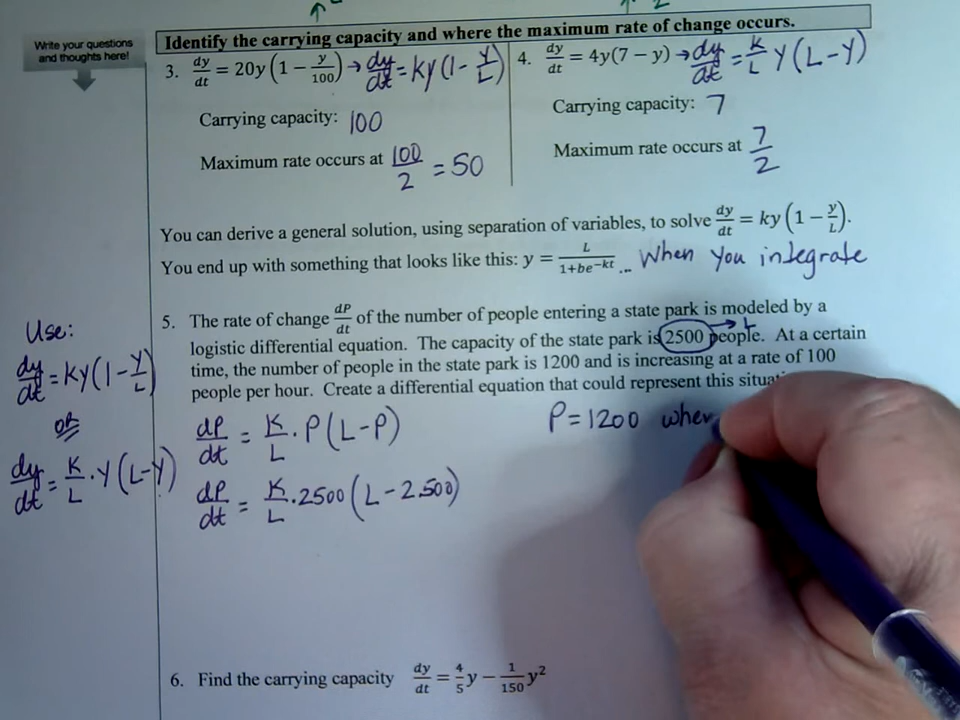 Write your questions
and thoughts here!
Identify the carrying capacity and where the maximum rate of change occurs.
3. dy/dt = 20y(1 − y/100) → dy/dt = ky(1 − y/L)
Carrying capacity: 100
Maximum rate occurs at 100/2 = 50
4. dy/dt = 4y(7 − y) → dy/dt = K/L Y(L − Y)
Carrying capacity: 7
Maximum rate occurs at 7/2
You can derive a general solution, using separation of variables, to solve dy/dt = ky(1 − y/L).
You end up with something that looks like this: y = L/(1+be^−kt) ... When you integrate
Use:
dy/dt = Ky(1 − Y/L)
OR
dy/dt = K/L · Y(L − Y)
5. The rate of change dP/dt of the number of people entering a state park is modeled by a
logistic differential equation. The capacity of the state park is 2500 people. → L At a certain
time, the number of people in the state park is 1200 and is increasing at a rate of 100
people per hour. Create a differential equation that could represent this
dP/dt = K/L · P(L − P)
P = 1200 when
dP/dt = K/L · 2500(L − 2500)
6. Find the carrying capacity dy/dt = 4/5 y − 1/150 y²